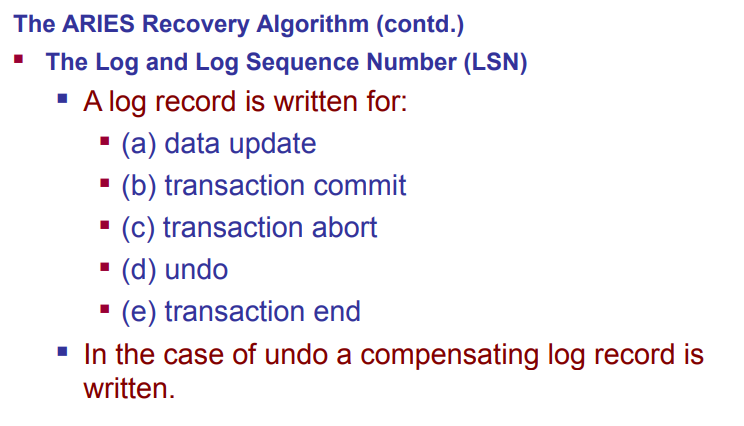 The ARIES Recovery Algorithm (contd.)
The Log and Log Sequence Number (LSN)
A log record is written for:
(a) data update
(b) transaction commit
(c) transaction abort
(d) undo
(e) transaction end
In the case of undo a compensating log record is
written.